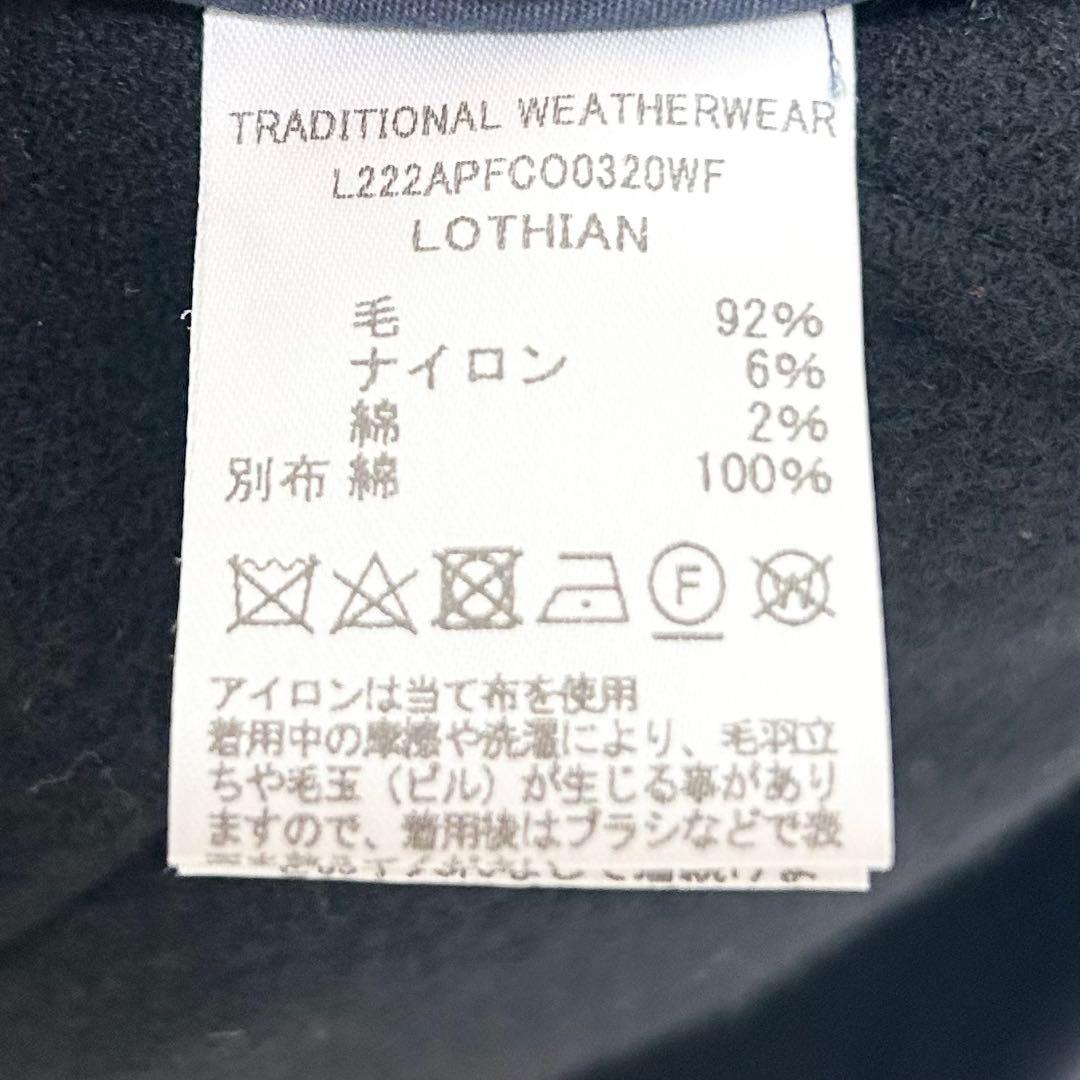 TRADITIONAL WEATHERWEAR
L222APFCO0320WF
LOTHIAN
毛 92%
ナイロン 6%
綿 2%
別布 綿 100%
F
W
アイロンは当て布を使用
着用中の摩擦や洗濯により、毛羽立
ちや毛玉（ピル）が生じる事があり
ますので、着用後はブラシなどで表